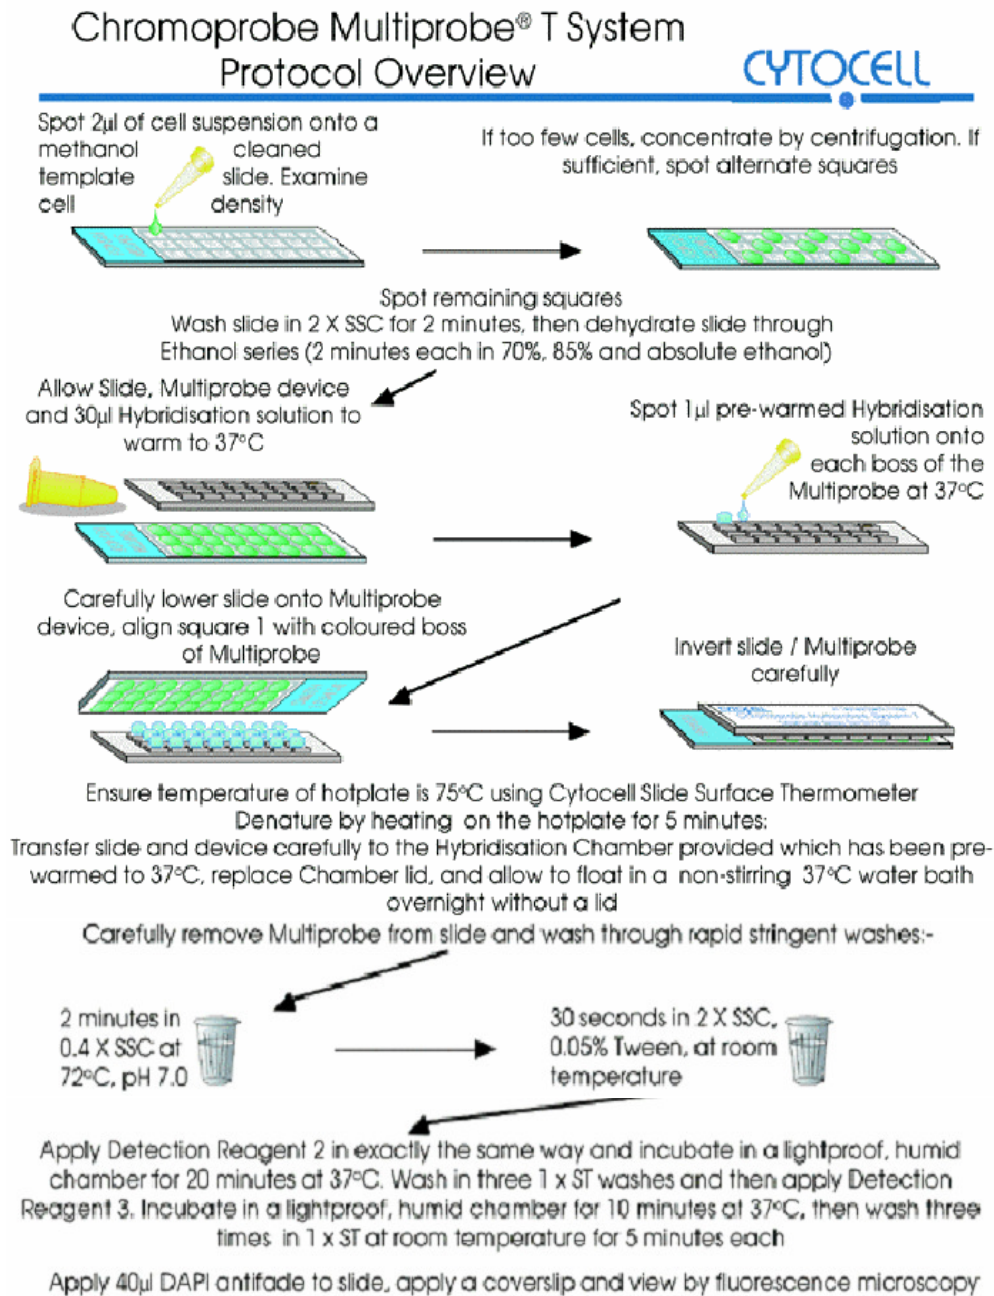 Chromoprobe Multiprobe® T System
Protocol Overview
CYTOCELL
Spot 2µl of cell suspension onto a
methanol cleaned
template slide. Examine
cell density
If too few cells, concentrate by centrifugation. If
sufficient, spot alternate squares
Spot remaining squares
Wash slide in 2 X SSC for 2 minutes, then dehydrate slide through
Ethanol series (2 minutes each in 70%, 85% and absolute ethanol)
Allow Slide, Multiprobe device
and 30µl Hybridisation solution to
warm to 37°C
Spot 1µl pre-warmed Hybridisation
solution onto
each boss of the
Multiprobe at 37°C
Carefully lower slide onto Multiprobe
device, align square 1 with coloured boss
of Multiprobe
Invert slide / Multiprobe
carefully
Ensure temperature of hotplate is 75°C using Cytocell Slide Surface Thermometer
Denature by heating on the hotplate for 5 minutes:
Transfer slide and device carefully to the Hybridisation Chamber provided which has been pre-
warmed to 37°C, replace Chamber lid, and allow to float in a non-stirring 37°C water bath
overnight without a lid
Carefully remove Multiprobe from slide and wash through rapid stringent washes:-
2 minutes in
0.4 X SSC at
72°C, pH 7.0
30 seconds in 2 X SSC,
0.05% Tween, at room
temperature
Apply Detection Reagent 2 in exactly the same way and incubate in a lightproof, humid
chamber for 20 minutes at 37°C. Wash in three 1 x ST washes and then apply Detection
Reagent 3. Incubate in a lightproof, humid chamber for 10 minutes at 37°C, then wash three
times in 1 x ST at room temperature for 5 minutes each
Apply 40µl DAPI antifade to slide, apply a coverslip and view by fluorescence microscopy